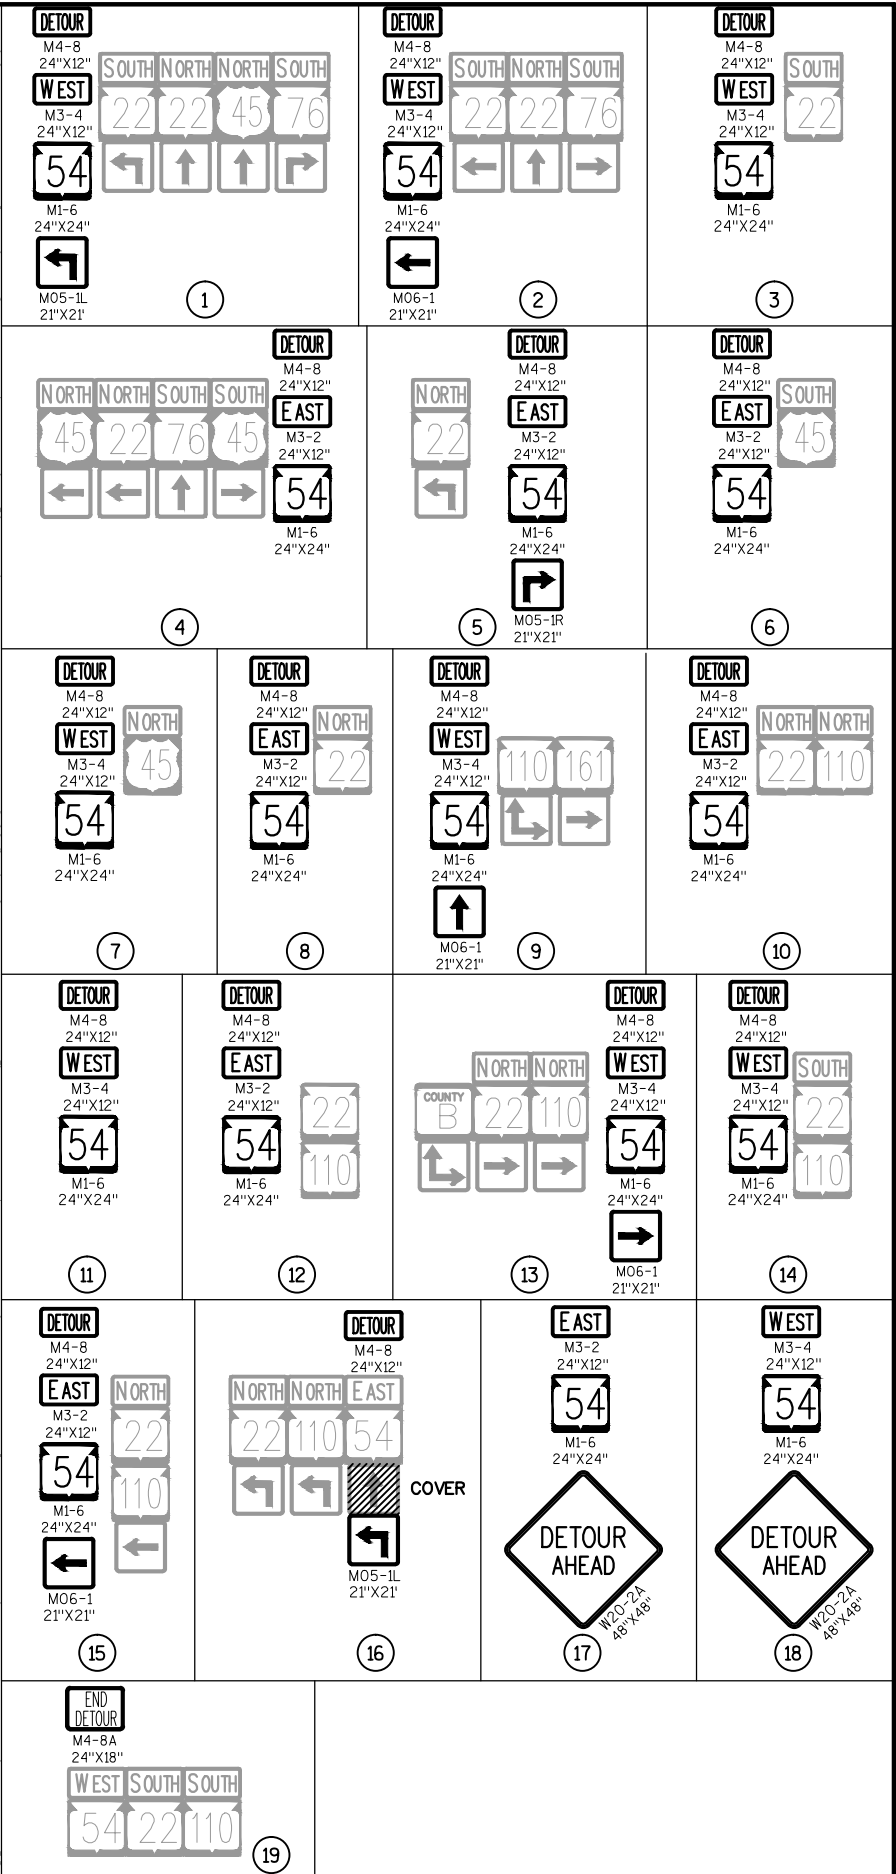 DETOUR
M4-8
24"X12"
WEST
M3-4
24"X12"
54
M1-6
24"X24"
M05-1L
21"X21'
SOUTH NORTH NORTH SOUTH
22 22 45 76
1
DETOUR
M4-8
24"X12"
WEST
M3-4
24"X12"
54
M1-6
24"X24"
M06-1
21"X21"
SOUTH NORTH SOUTH
22 22 76
2
DETOUR
M4-8
24"X12"
WEST
M3-4
24"X12"
54
M1-6
24"X24"
SOUTH
22
3
NORTH NORTH SOUTH SOUTH
45 22 76 45
DETOUR
M4-8
24"X12"
EAST
M3-2
24"X12"
54
M1-6
24"X24"
4
NORTH
22
DETOUR
M4-8
24"X12"
EAST
M3-2
24"X12"
54
M1-6
24"X24"
M05-1R
21"X21"
5
DETOUR
M4-8
24"X12"
EAST
M3-2
24"X12"
54
M1-6
24"X24"
SOUTH
45
6
DETOUR
M4-8
24"X12"
WEST
M3-4
24"X12"
54
M1-6
24"X24"
NORTH
45
7
DETOUR
M4-8
24"X12"
EAST
M3-2
24"X12"
54
M1-6
24"X24"
NORTH
22
8
DETOUR
M4-8
24"X12"
WEST
M3-4
24"X12"
54
M1-6
24"X24"
M06-1
21"X21"
110 161
9
DETOUR
M4-8
24"X12"
EAST
M3-2
24"X12"
54
M1-6
24"X24"
NORTH NORTH
22 110
10
DETOUR
M4-8
24"X12"
WEST
M3-4
24"X12"
54
M1-6
24"X24"
11
DETOUR
M4-8
24"X12"
EAST
M3-2
24"X12"
54
M1-6
24"X24"
22
110
12
NORTH NORTH
COUNTY
B 22 110
DETOUR
M4-8
24"X12"
WEST
M3-4
24"X12"
54
M1-6
24"X24"
M06-1
21"X21"
13
DETOUR
M4-8
24"X12"
WEST
M3-4
24"X12"
54
M1-6
24"X24"
SOUTH
22
110
14
DETOUR
M4-8
24"X12"
EAST
M3-2
24"X12"
54
M1-6
24"X24"
M06-1
21"X21"
NORTH
22
110
15
DETOUR
M4-8
24"X12"
NORTH NORTH EAST
22 110 54
COVER
M05-1L
21"X21'
16
EAST
M3-2
24"X12"
54
M1-6
24"X24"
DETOUR
AHEAD
W20-2A
48"X48"
17
WEST
M3-4
24"X12"
54
M1-6
24"X24"
DETOUR
AHEAD
W20-2A
48"X48"
18
END
DETOUR
M4-8A
24"X18"
WEST SOUTH SOUTH
54 22 110
19